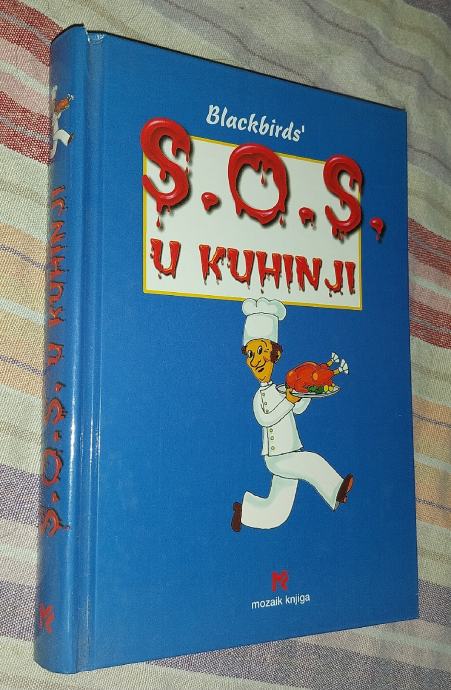 Blackbirds'
S.O.S.
U KUHINJI
mozaik knjiga
S.O.S. U KUHINJI